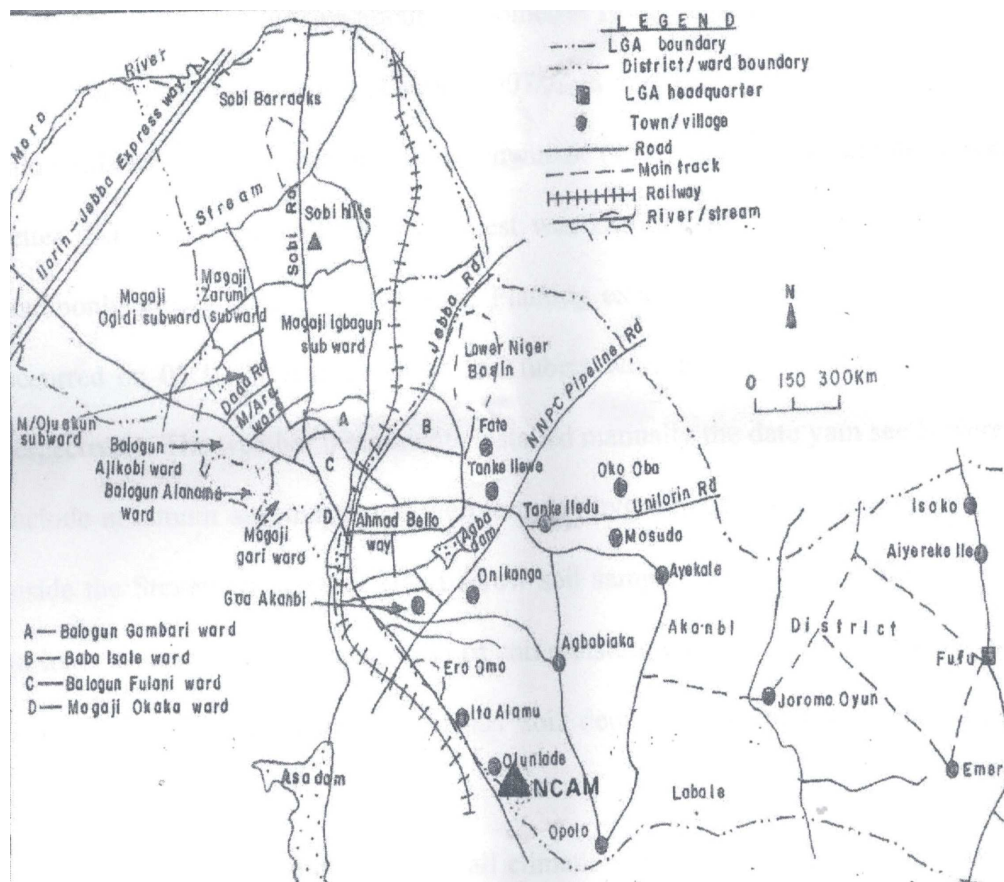 LEGEND
LGA boundary
District/ward boundary
LGA headquarter
Town/village
Road
Main track
Railway
River/stream
Moro
River
Ilorin-Jebba Express way
Sobi Barracks
Stream
Sobi Rd
Sobi hills
Jebba Rd
Magaji
Ogidi subward
Magaji
Zarumi
subward
Magaji Igbagun
sub ward
Lower Niger
Basin
NNPC Pipeline Rd
N
0 150 300Km
Dada Rd
M/Are
ward
M/Ojuekun
subward
Balogun
Ajikobi ward
Balogun Alanamu
ward
Magaji
gari ward
A
B
C
D
Fate
Tanke Ilewe
Oko Oba
Tanke Iledu
Unilorin Rd
Mosudo
Isoko
Aiyereke Ile
Ahmad Bello
way
Agba
dam
Onikanga
Ayekale
Gaa Akanbi
A — Balogun Gambari ward
B — Baba Isale ward
C — Balogun Fulani ward
D — Magaji Okaka ward
Agbabiaka
Akanbi
District
Fufu
Ero Omo
Joroma Oyun
Ita Alamu
Olunlade
NCAM
Asadam
Labale
Emer
Opolo